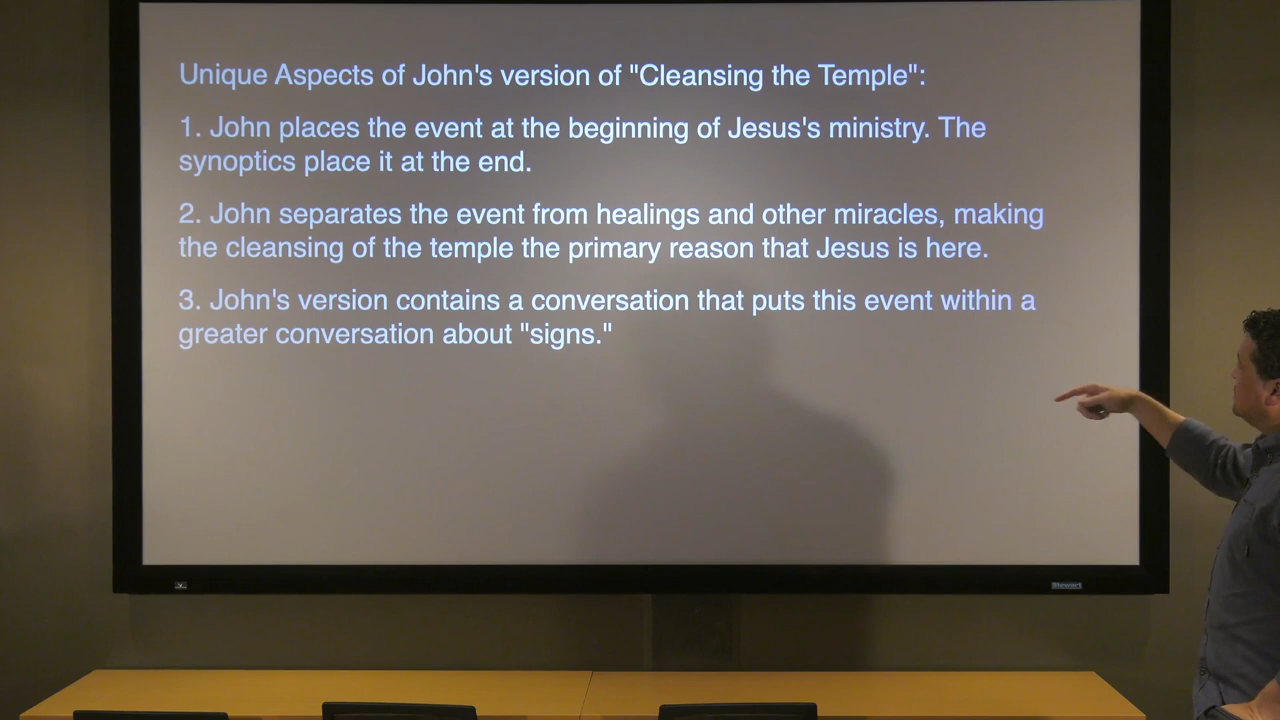 Unique Aspects of John's version of "Cleansing the Temple":
1. John places the event at the beginning of Jesus's ministry. The
synoptics place it at the end.
2. John separates the event from healings and other miracles, making
the cleansing of the temple the primary reason that Jesus is here.
3. John's version contains a conversation that puts this event within a
greater conversation about "signs."
Stewart